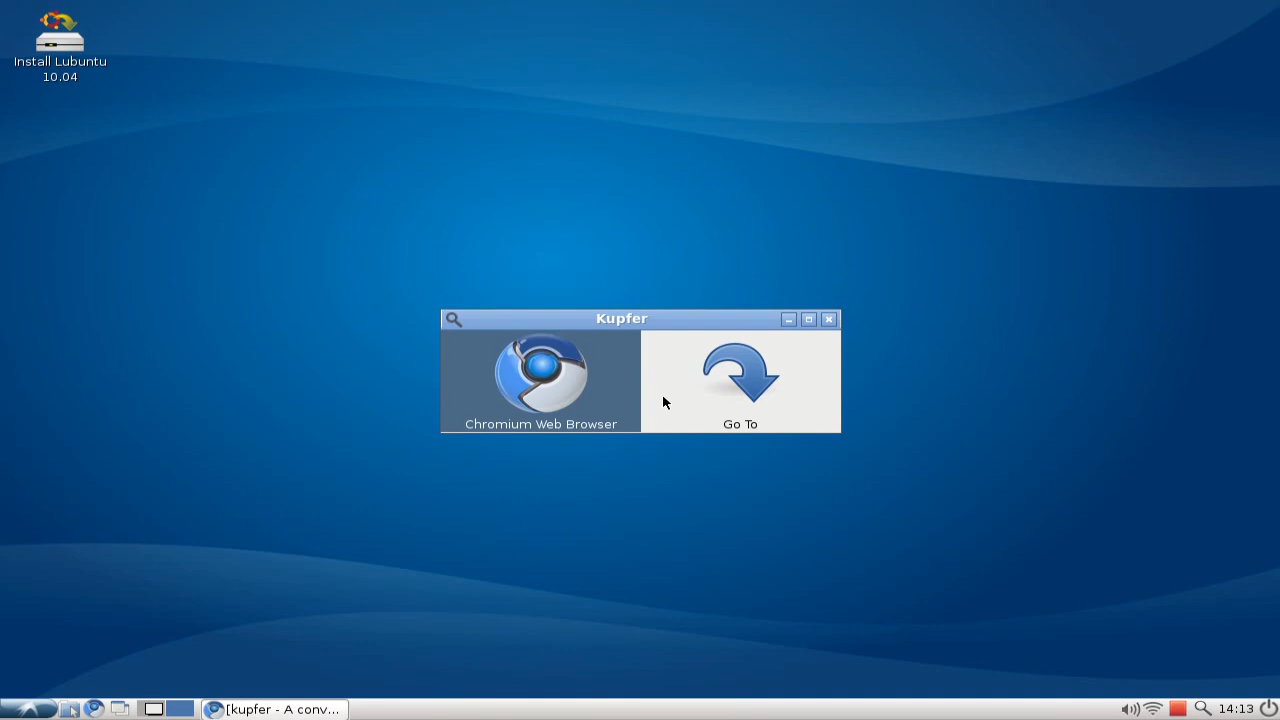 Install Lubuntu
10.04
Kupfer
Chromium Web Browser
Go To
[kupfer - A conv...
14:13